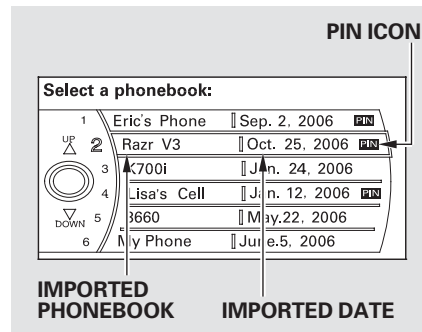 PIN ICON
Select a phonebook:
1 Eric's Phone Sep. 2, 2006 PIN
UP 2 Razr V3 Oct. 25, 2006 PIN
3 K700i Jan. 24, 2006
4 Lisa's Cell Jan. 12, 2006 PIN
DOWN 5 3660 May.22, 2006
6 My Phone June.5, 2006
IMPORTED PHONEBOOK
IMPORTED DATE